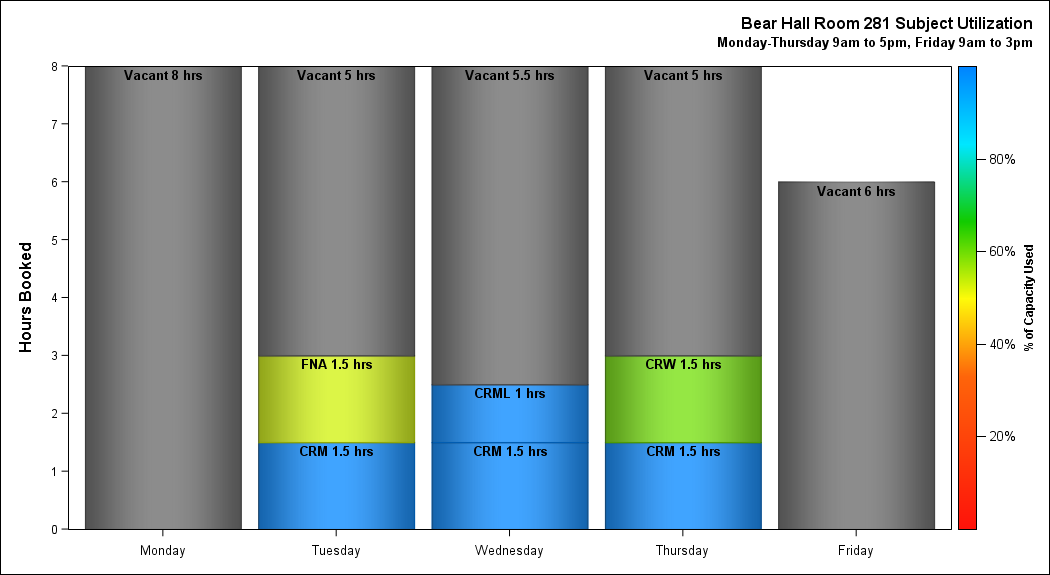 Bear Hall Room 281 Subject Utilization
Monday-Thursday 9am to 5pm, Friday 9am to 3pm
Hours Booked
8
7
6
5
4
3
2
1
0
Vacant 8 hrs
Vacant 5 hrs
Vacant 5.5 hrs
Vacant 5 hrs
Vacant 6 hrs
FNA 1.5 hrs
CRW 1.5 hrs
CRML 1 hrs
CRM 1.5 hrs
CRM 1.5 hrs
CRM 1.5 hrs
Monday
Tuesday
Wednesday
Thursday
Friday
80%
60%
40%
20%
% of Capacity Used